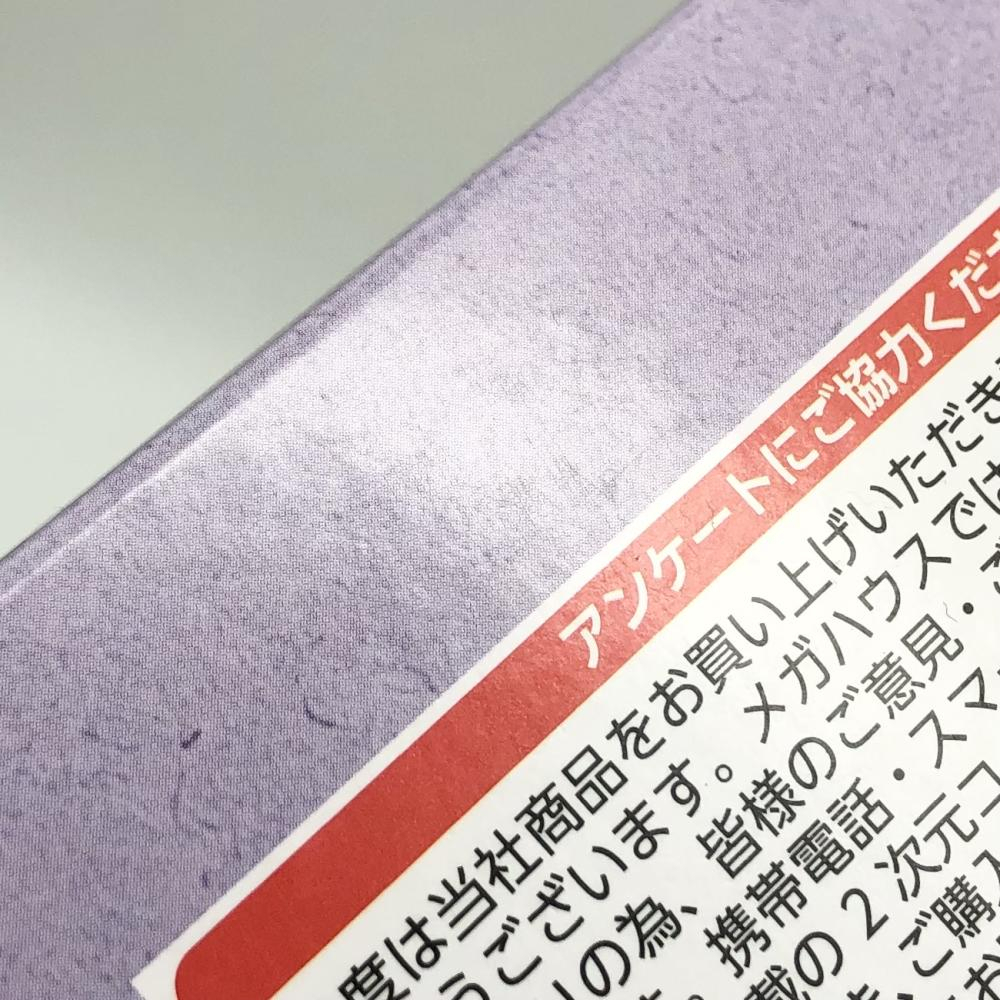 アンケートにご協力くださ
度は当社商品をお買い上げいただき
うございます。メガハウスでは
の為、皆様のご意見・ご
携帯電話・スマ
載の2次元コ
ご購入
お